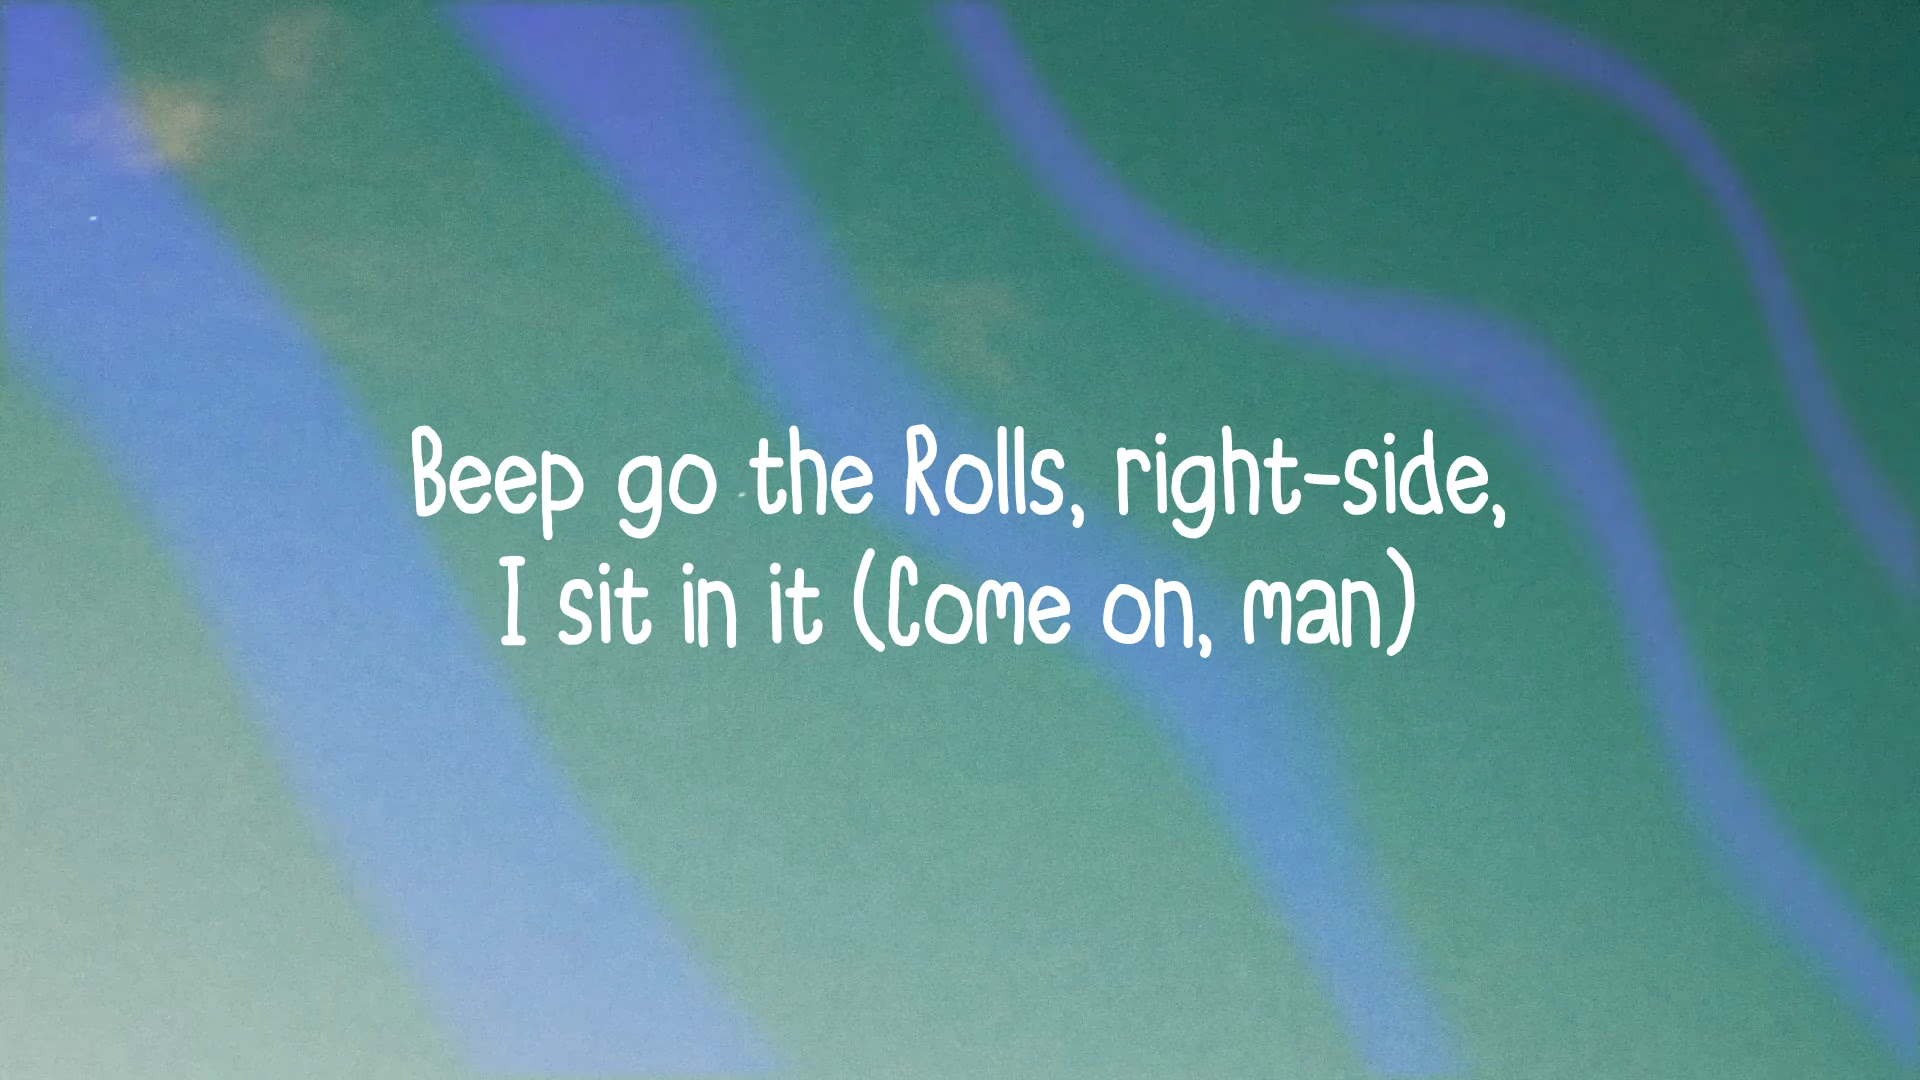 Beep go the Rolls, right-side,
I sit in it (Come on, man)